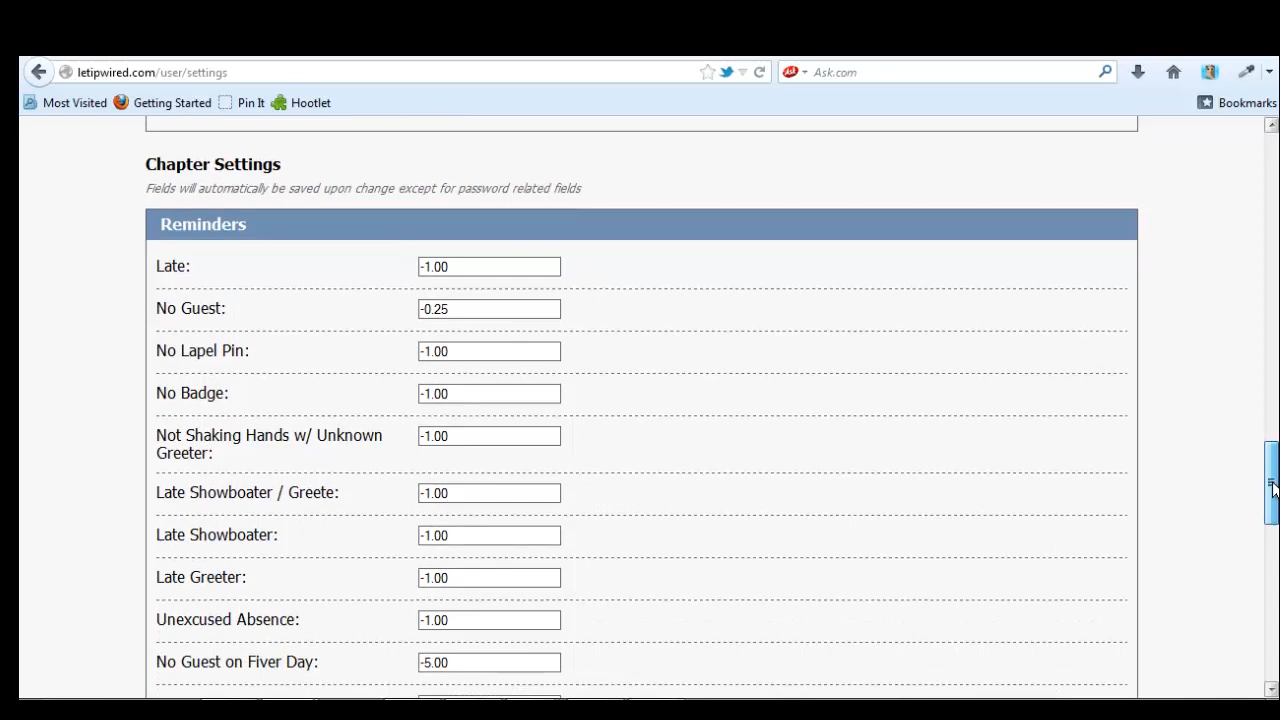 letipwired.com/user/settings
Ask.com
Most Visited Getting Started Pin It Hootlet Bookmarks
Chapter Settings
Fields will automatically be saved upon change except for password related fields
Reminders
Late: -1.00
No Guest: -0.25
No Lapel Pin: -1.00
No Badge: -1.00
Not Shaking Hands w/ Unknown -1.00
Greeter:
Late Showboater / Greete: -1.00
Late Showboater: -1.00
Late Greeter: -1.00
Unexcused Absence: -1.00
No Guest on Fiver Day: -5.00